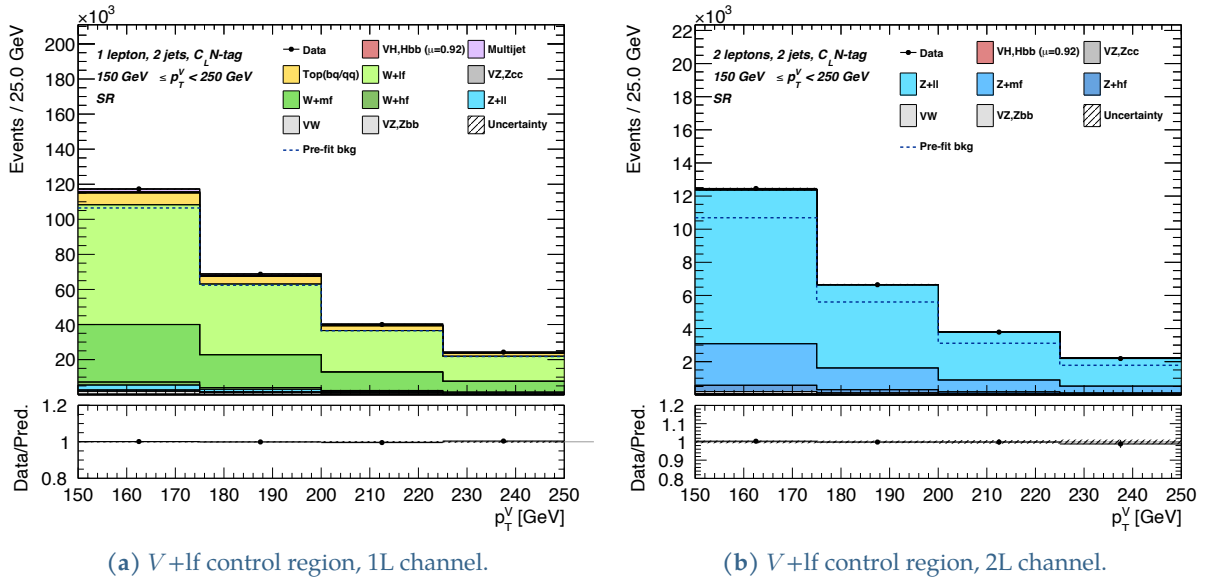 ×10³
Events / 25.0 GeV
200
180
160
140
120
100
80
60
40
20
1 lepton, 2 jets, C_L N-tag
150 GeV ≤ p_T^V < 250 GeV
SR
Data
VH,Hbb (μ=0.92)
Multijet
Top(bq/qq)
W+lf
VZ,Zcc
W+mf
W+hf
Z+ll
VW
VZ,Zbb
Uncertainty
Pre-fit bkg
Data/Pred.
1.2
1
0.8
150 160 170 180 190 200 210 220 230 240 250
p_T^V [GeV]
(a) V+lf control region, 1L channel.
×10³
Events / 25.0 GeV
22
20
18
16
14
12
10
8
6
4
2
2 leptons, 2 jets, C_L N-tag
150 GeV ≤ p_T^V < 250 GeV
SR
Data
VH,Hbb (μ=0.92)
VZ,Zcc
Z+ll
Z+mf
Z+hf
VW
VZ,Zbb
Uncertainty
Pre-fit bkg
Data/Pred.
1.2
1.1
1
0.9
0.8
150 160 170 180 190 200 210 220 230 240 250
p_T^V [GeV]
(b) V+lf control region, 2L channel.